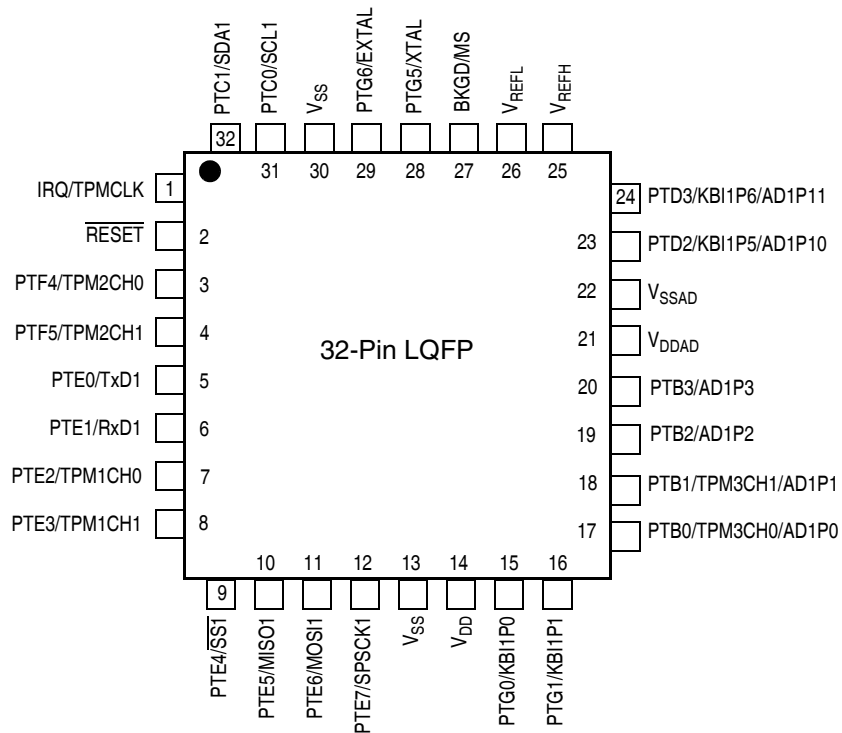 PTC1/SDA1
PTC0/SCL1
VSS
PTG6/EXTAL
PTG5/XTAL
BKGD/MS
VREFL
VREFH
32
31
30
29
28
27
26
25
IRQ/TPMCLK 1
RESET 2
PTF4/TPM2CH0 3
PTF5/TPM2CH1 4
PTE0/TxD1 5
PTE1/RxD1 6
PTE2/TPM1CH0 7
PTE3/TPM1CH1 8
32-Pin LQFP
24 PTD3/KBI1P6/AD1P11
23 PTD2/KBI1P5/AD1P10
22 VSSAD
21 VDDAD
20 PTB3/AD1P3
19 PTB2/AD1P2
18 PTB1/TPM3CH1/AD1P1
17 PTB0/TPM3CH0/AD1P0
9
10
11
12
13
14
15
16
PTE4/SS1
PTE5/MISO1
PTE6/MOSI1
PTE7/SPSCK1
VSS
VDD
PTG0/KBI1P0
PTG1/KBI1P1